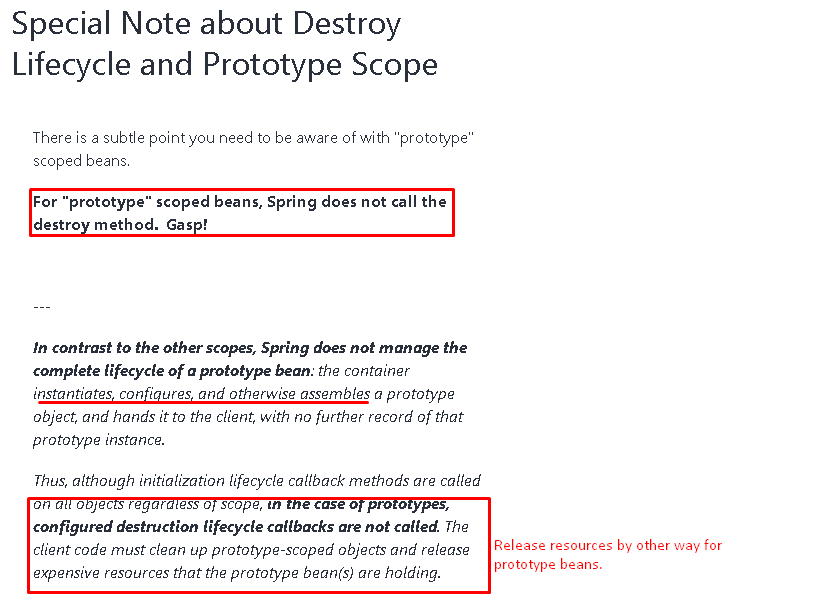 Special Note about Destroy
Lifecycle and Prototype Scope
There is a subtle point you need to be aware of with "prototype"
scoped beans.
For "prototype" scoped beans, Spring does not call the
destroy method.  Gasp!
---
In contrast to the other scopes, Spring does not manage the
complete lifecycle of a prototype bean: the container
instantiates, configures, and otherwise assembles a prototype
object, and hands it to the client, with no further record of that
prototype instance.
Thus, although initialization lifecycle callback methods are called
on all objects regardless of scope, in the case of prototypes,
configured destruction lifecycle callbacks are not called. The
client code must clean up prototype-scoped objects and release
expensive resources that the prototype bean(s) are holding.
Release resources by other way for
prototype beans.